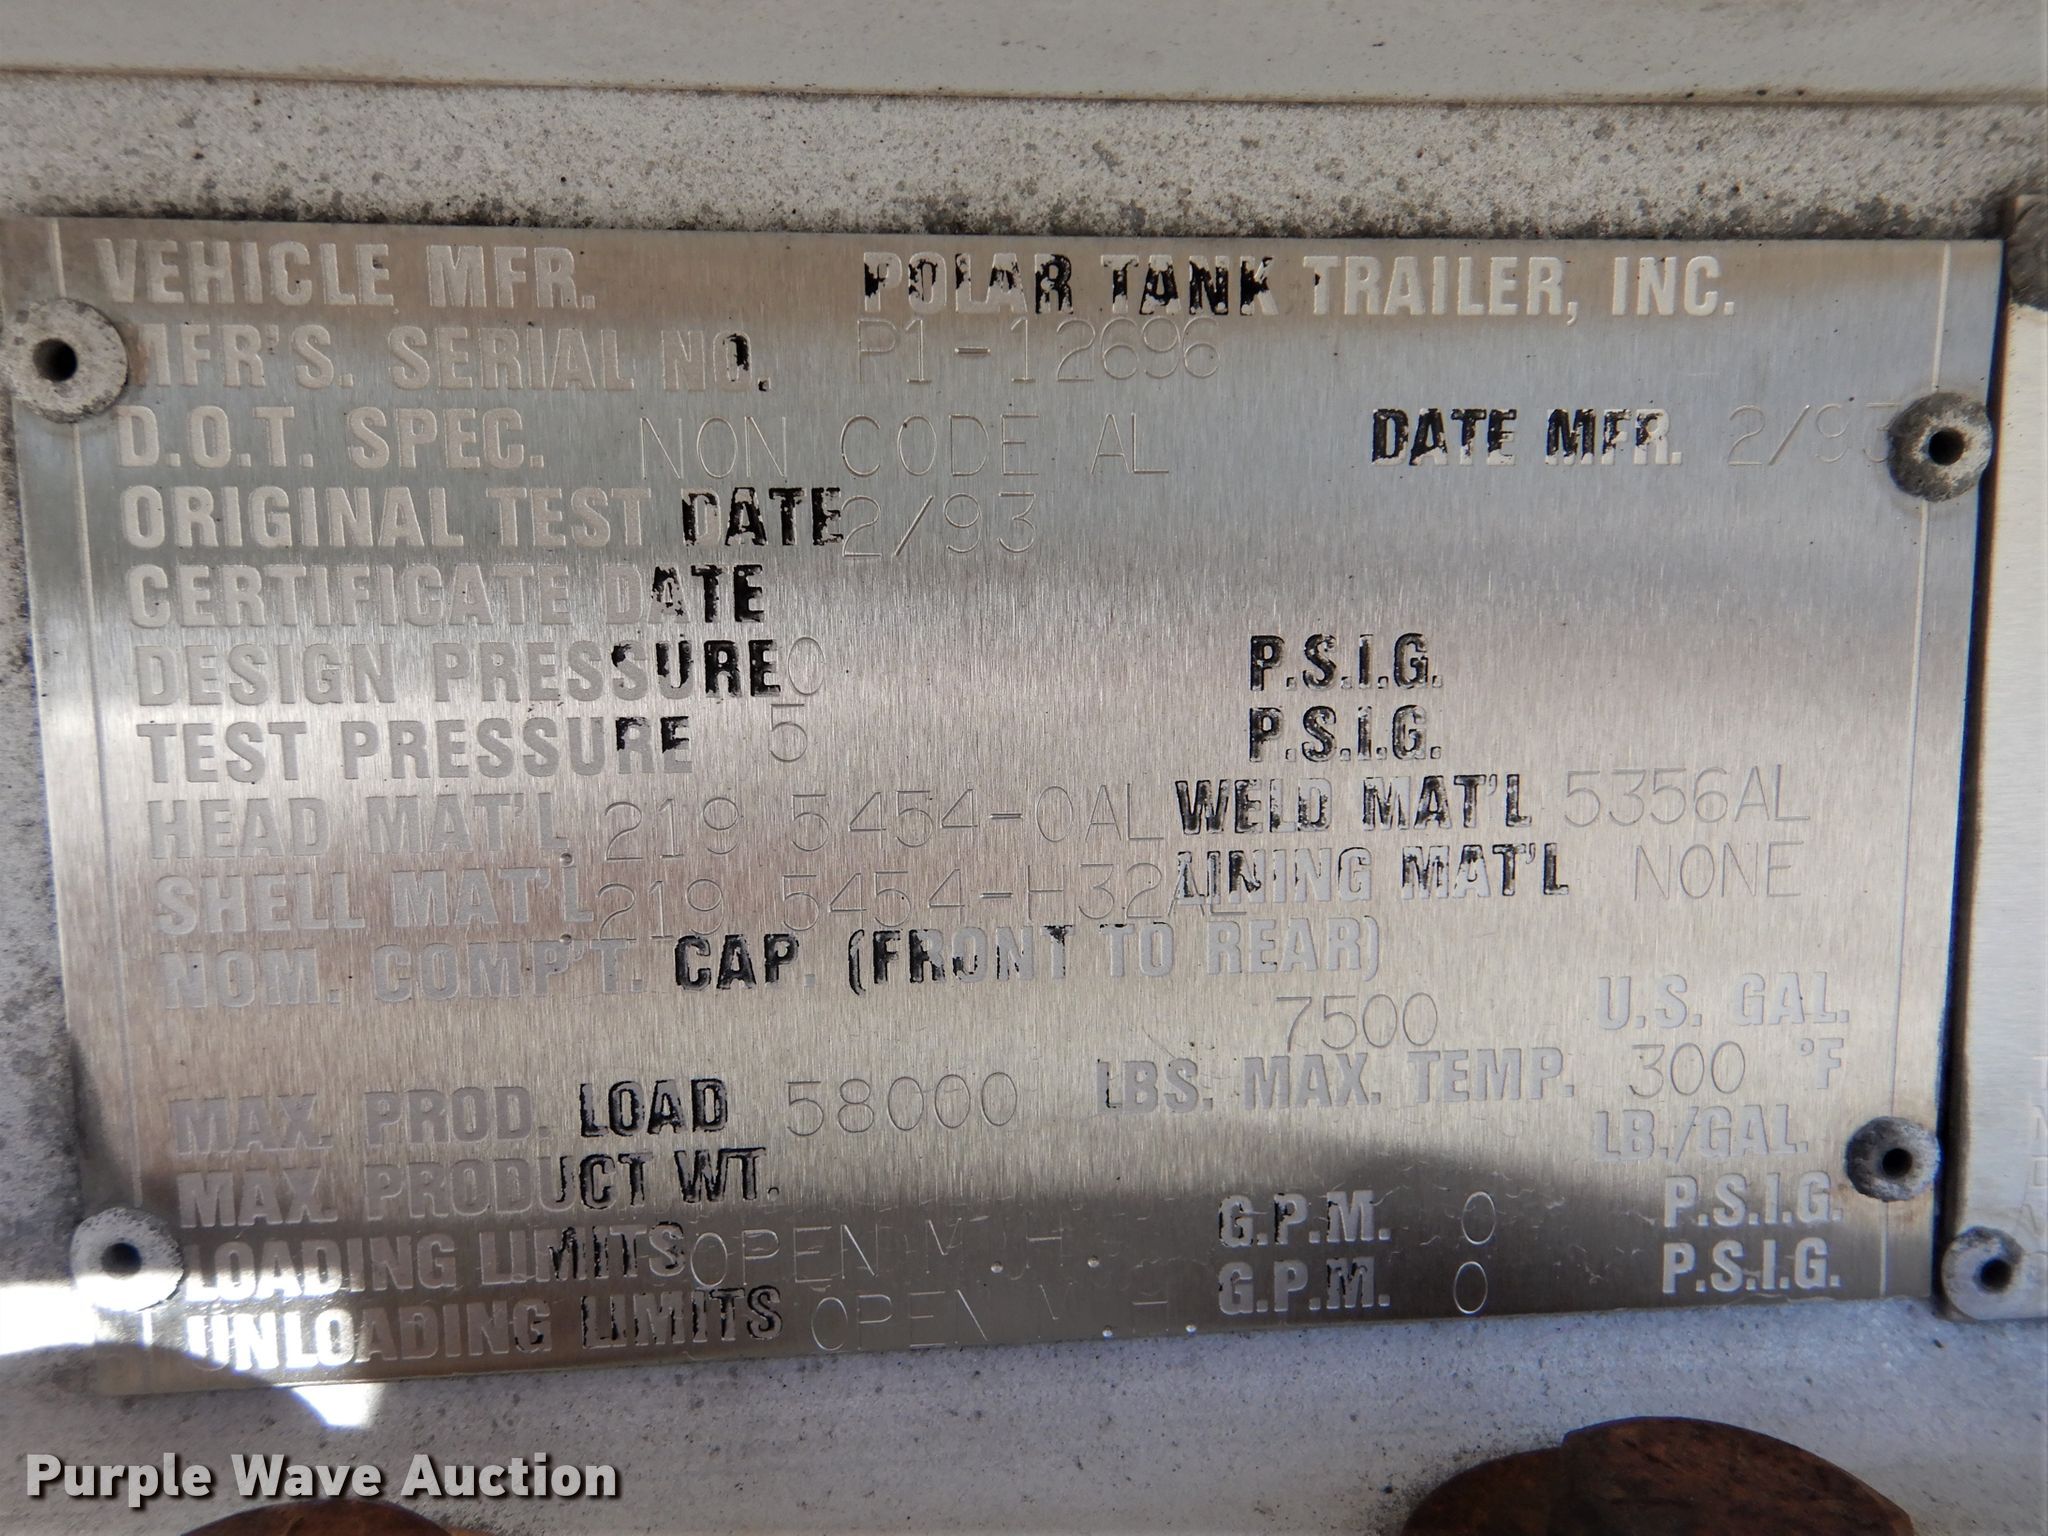 VEHICLE MFR. POLAR TANK TRAILER, INC.
MFR'S. SERIAL NO. P1-12696
D.O.T. SPEC. NON CODE AL DATE MFR. 2/93
ORIGINAL TEST DATE 2/93
CERTIFICATE DATE
DESIGN PRESSURE 0 P.S.I.G.
TEST PRESSURE 5 P.S.I.G.
HEAD MAT'L. 219 5454-0AL WELD MAT'L 5356AL
SHELL MAT'L. 219 5454-H32AL LINING MAT'L NONE
NOM. COMP'T. CAP. (FRONT TO REAR)
7500 U.S. GAL.
MAX. PROD. LOAD 58000 LBS. MAX. TEMP. 300 °F
MAX. PRODUCT WT. LB./GAL.
LOADING LIMITS OPEN M.H. G.P.M. 0 P.S.I.G.
UNLOADING LIMITS OPEN M.H. G.P.M. 0 P.S.I.G.
Purple Wave Auction